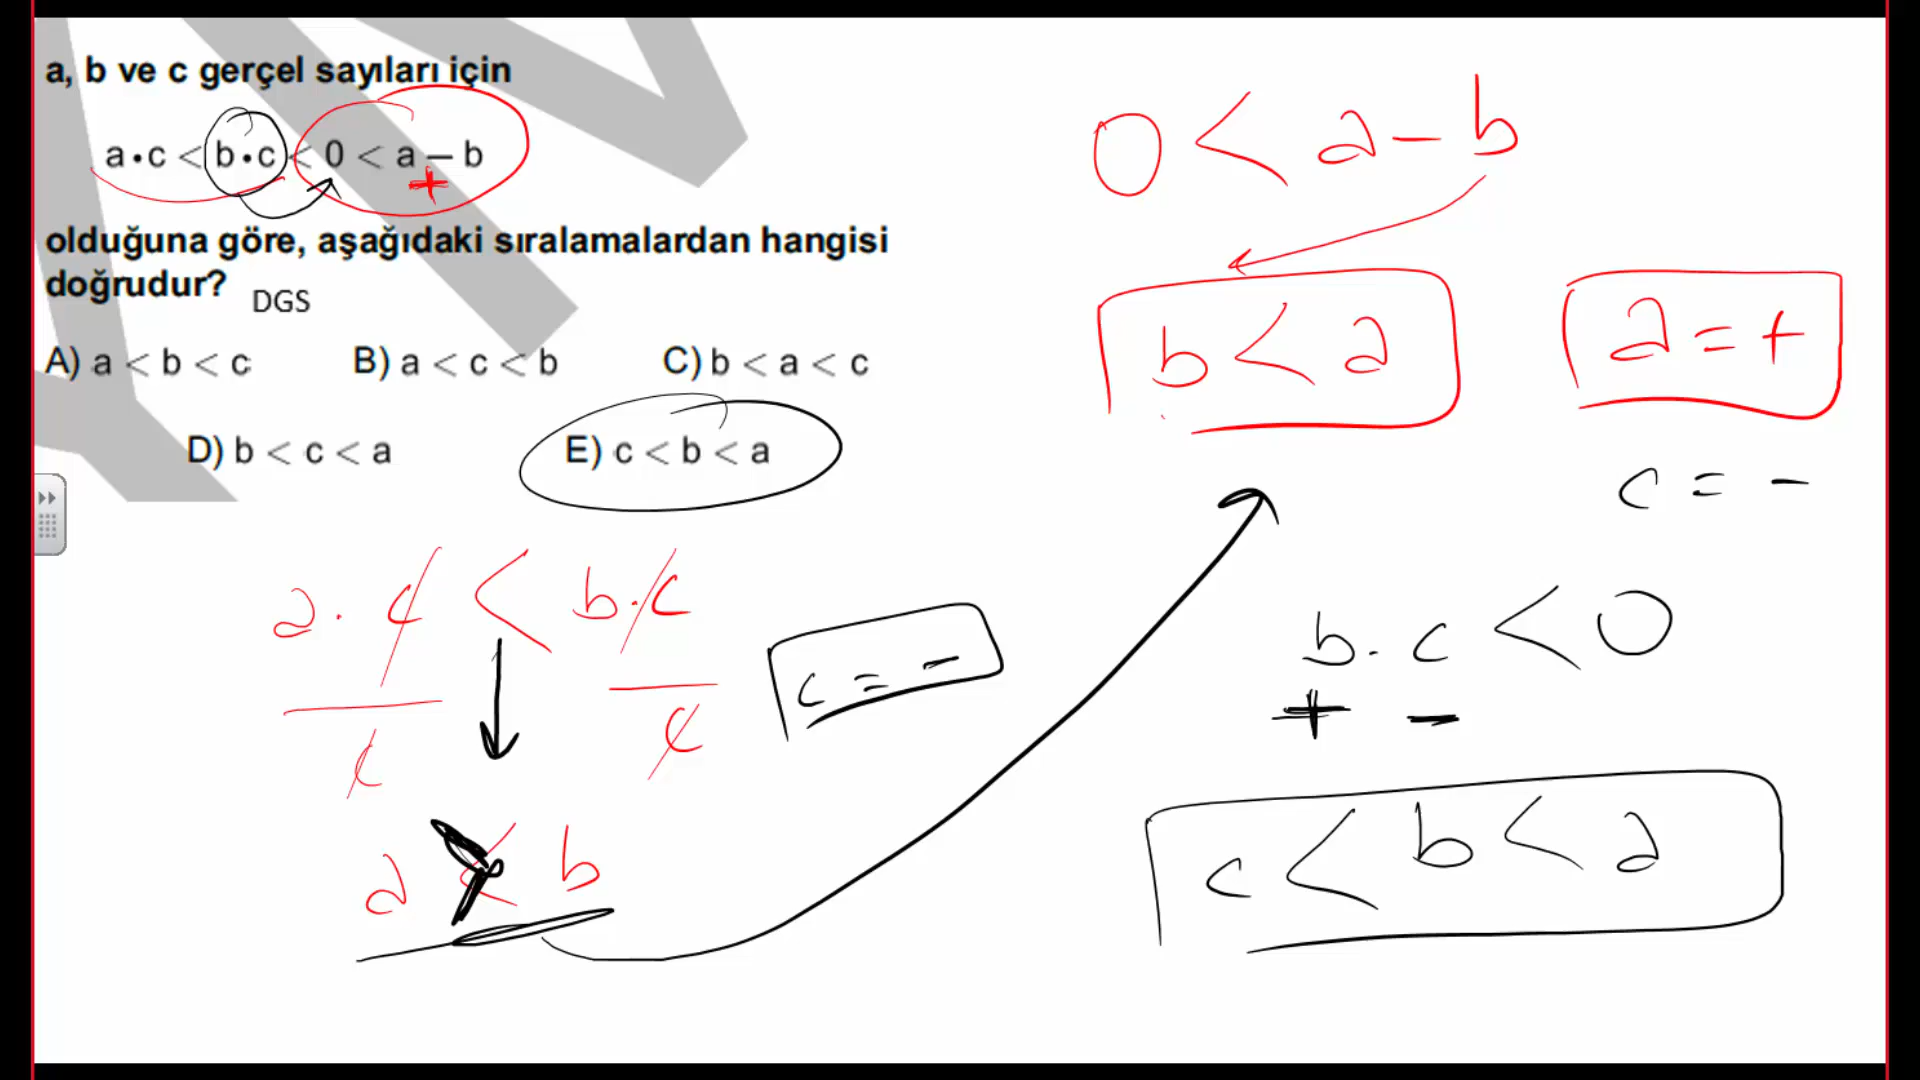 a, b ve c gerçel sayıları için
a•c < b•c < 0 < a – b
+
olduğuna göre, aşağıdaki sıralamalardan hangisi
doğrudur?
DGS
A) a < b < c
B) a < c < b
C) b < a < c
D) b < c < a
E) c < b < a
0 < a – b
b < a
a = +
c = -
a . c < b . c
c c
c = -
a > b
b . c < 0
+ -
c < b < a